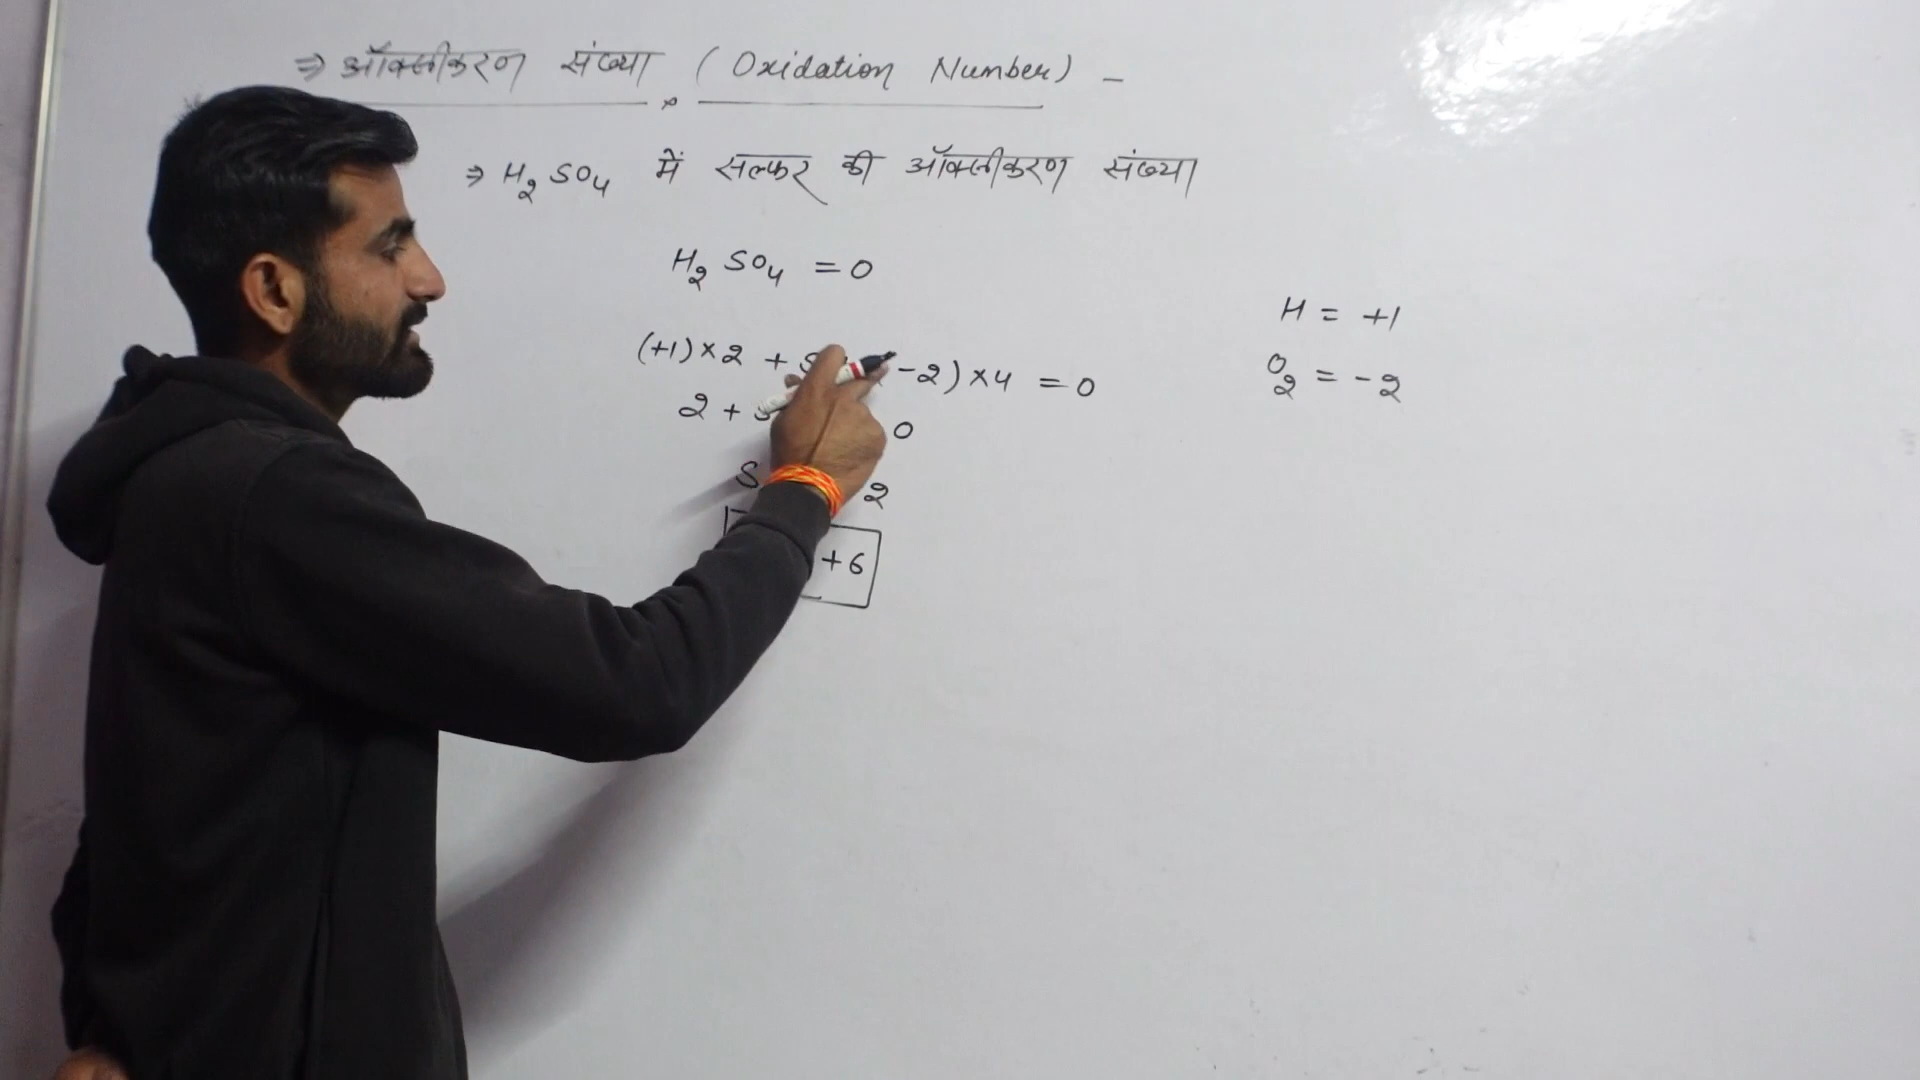 ⇒ ऑक्सीकरण संख्या ( Oxidation Number ) -
⇒ H₂SO₄ में सल्फर की ऑक्सीकरण संख्या
H₂SO₄ = 0
(+1)×2 + S -2)×4 = 0
2 + S 0
S 2
+6
H = +1
O₂ = -2